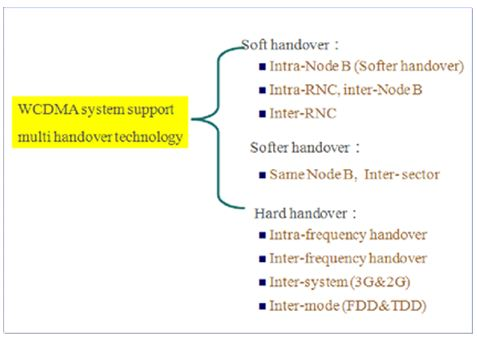 WCDMA system support
multi handover technology
Soft handover：
Intra-Node B (Softer handover)
Intra-RNC, inter-Node B
Inter-RNC
Softer handover：
Same Node B, Inter- sector
Hard handover：
Intra-frequency handover
Inter-frequency handover
Inter-system (3G&2G)
Inter-mode (FDD&TDD)